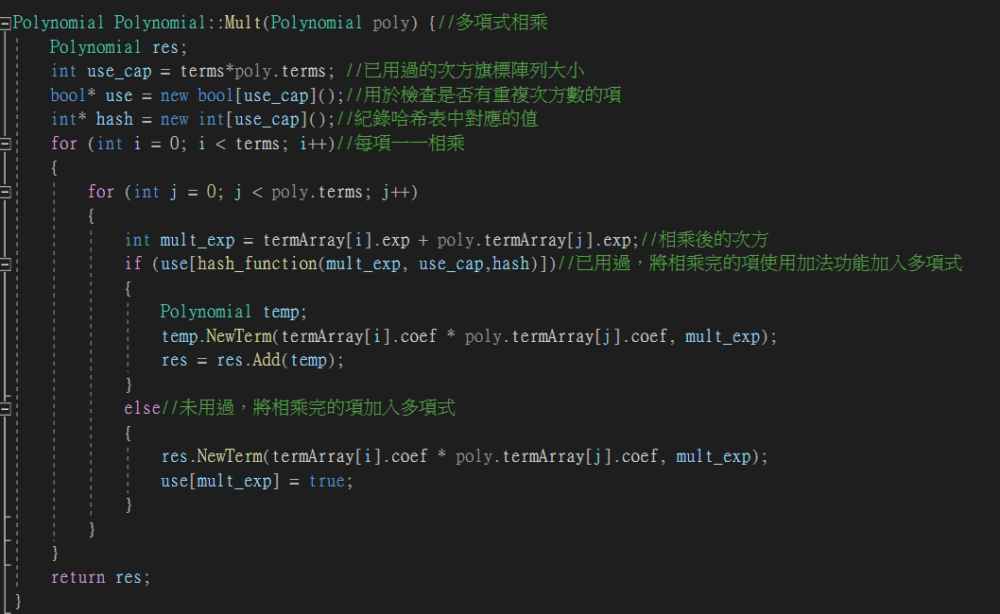 Polynomial Polynomial::Mult(Polynomial poly) {//多項式相乘
Polynomial res;
int use_cap = terms*poly.terms; //已用過的次方旗標陣列大小
bool* use = new bool[use_cap]();//用於檢查是否有重複次方數的項
int* hash = new int[use_cap]();//紀錄哈希表中對應的值
for (int i = 0; i < terms; i++)//每項一一相乘
{
for (int j = 0; j < poly.terms; j++)
{
int mult_exp = termArray[i].exp + poly.termArray[j].exp;//相乘後的次方
if (use[hash_function(mult_exp, use_cap,hash)])//已用過，將相乘完的項使用加法功能加入多項式
{
Polynomial temp;
temp.NewTerm(termArray[i].coef * poly.termArray[j].coef, mult_exp);
res = res.Add(temp);
}
else//未用過，將相乘完的項加入多項式
{
res.NewTerm(termArray[i].coef * poly.termArray[j].coef, mult_exp);
use[mult_exp] = true;
}
}
}
return res;
}